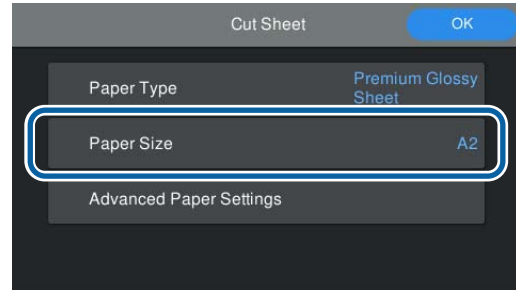 Cut Sheet
OK
Paper Type
Premium Glossy
Sheet
Paper Size
A2
Advanced Paper Settings